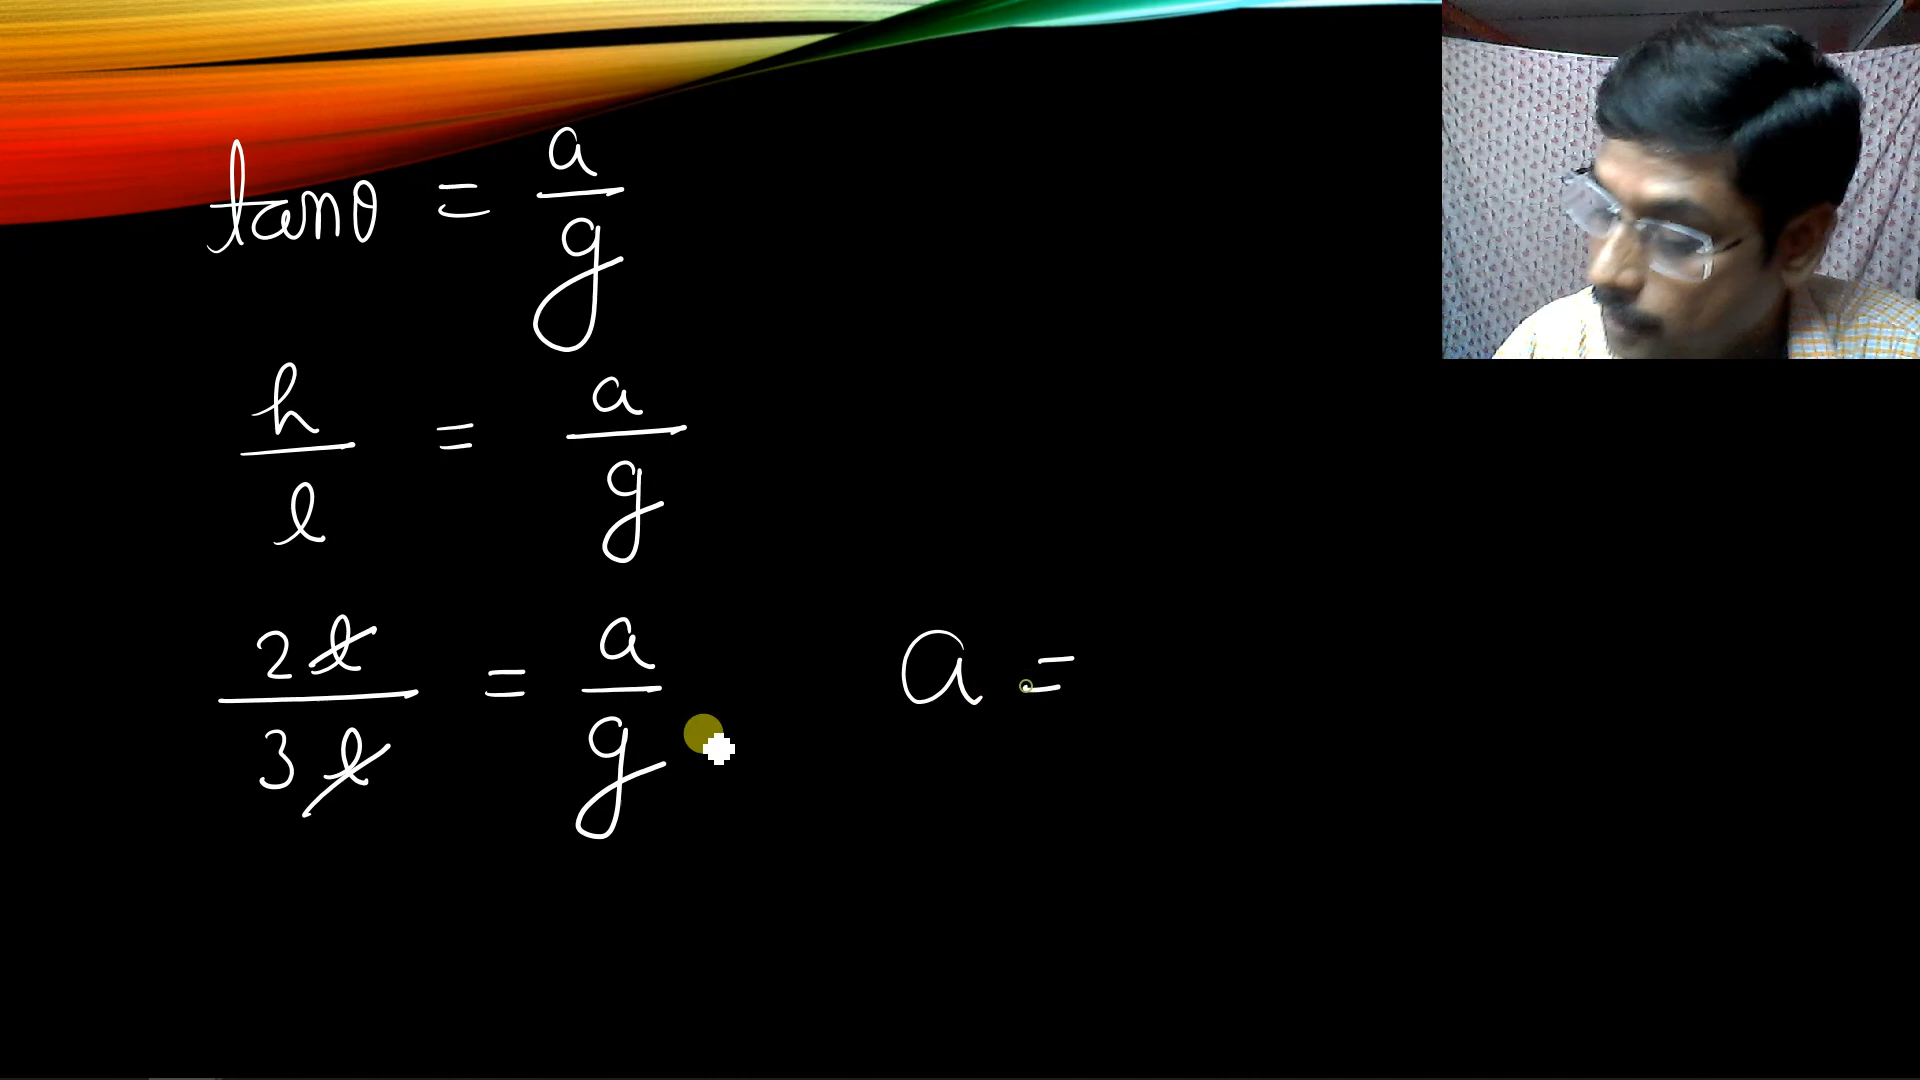 tanθ = a/g
h/l = a/g
2l/3l = a/g
a =